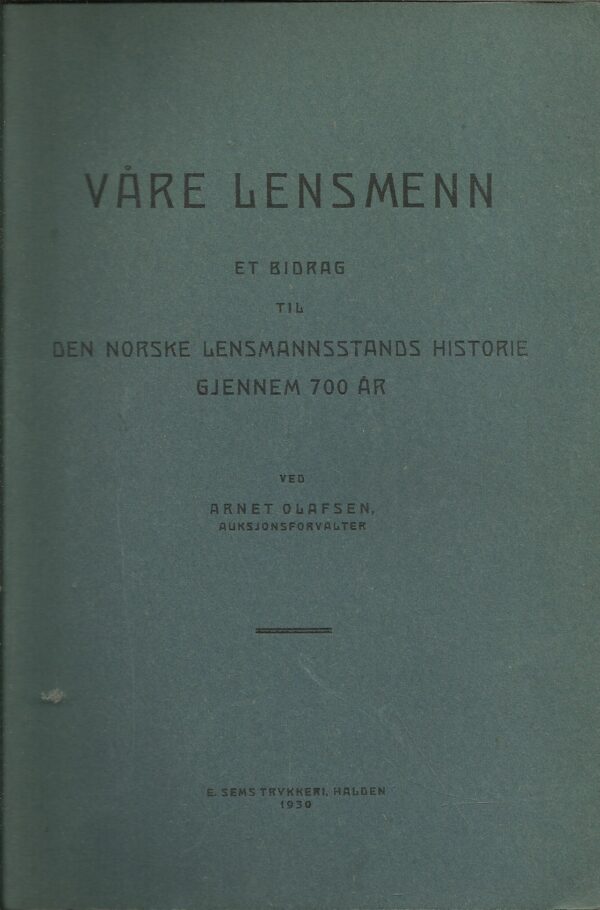 VÅRE LENSMENN
ET BIDRAG
TIL
DEN NORSKE LENSMANNSSTANDS HISTORIE
GJENNEM 700 ÅR
VED
ARNET OLAFSEN,
AUKSJONSFORVALTER
E. SEMS TRYKKERI, HALDEN
1930